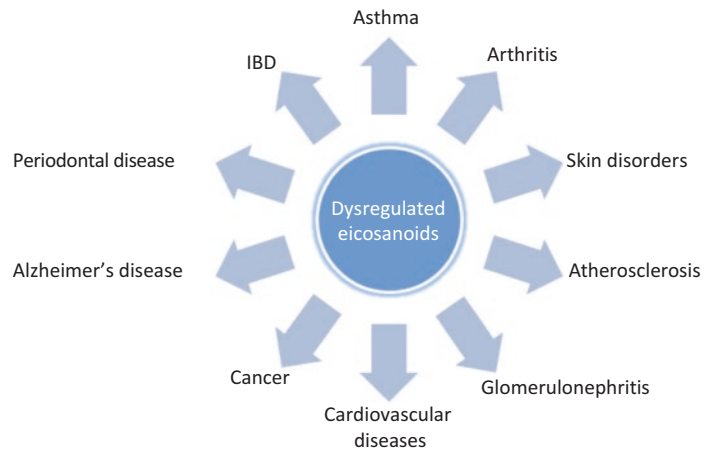 Asthma
IBD
Arthritis
Periodontal disease
Skin disorders
Dysregulated
eicosanoids
Alzheimer’s disease
Atherosclerosis
Cancer
Glomerulonephritis
Cardiovascular
diseases